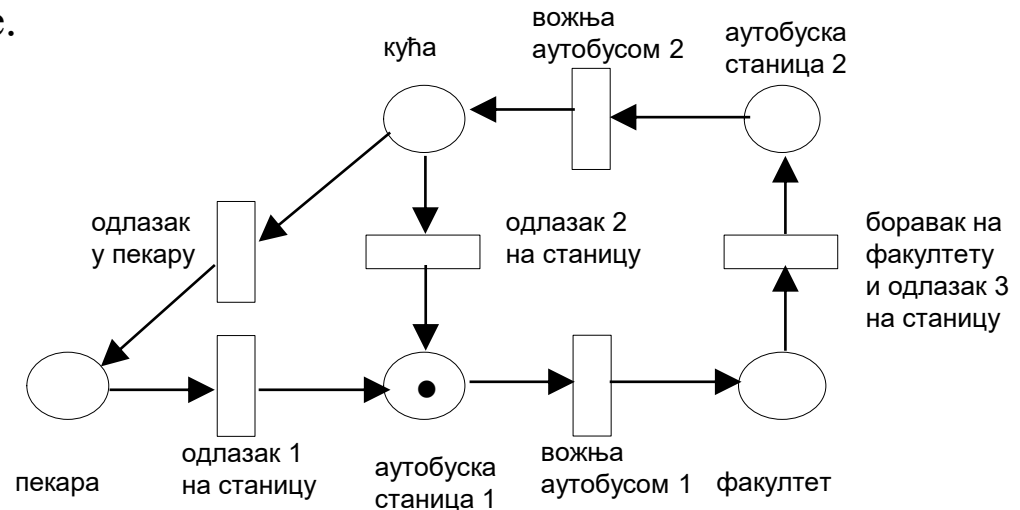 е.
кућа
вожња
аутобусом 2
аутобуска
станица 2
одлазак
у пекару
одлазак 2
на станицу
боравак на
факултету
и одлазак 3
на станицу
пекара
одлазак 1
на станицу
аутобуска
станица 1
вожња
аутобусом 1
факултет